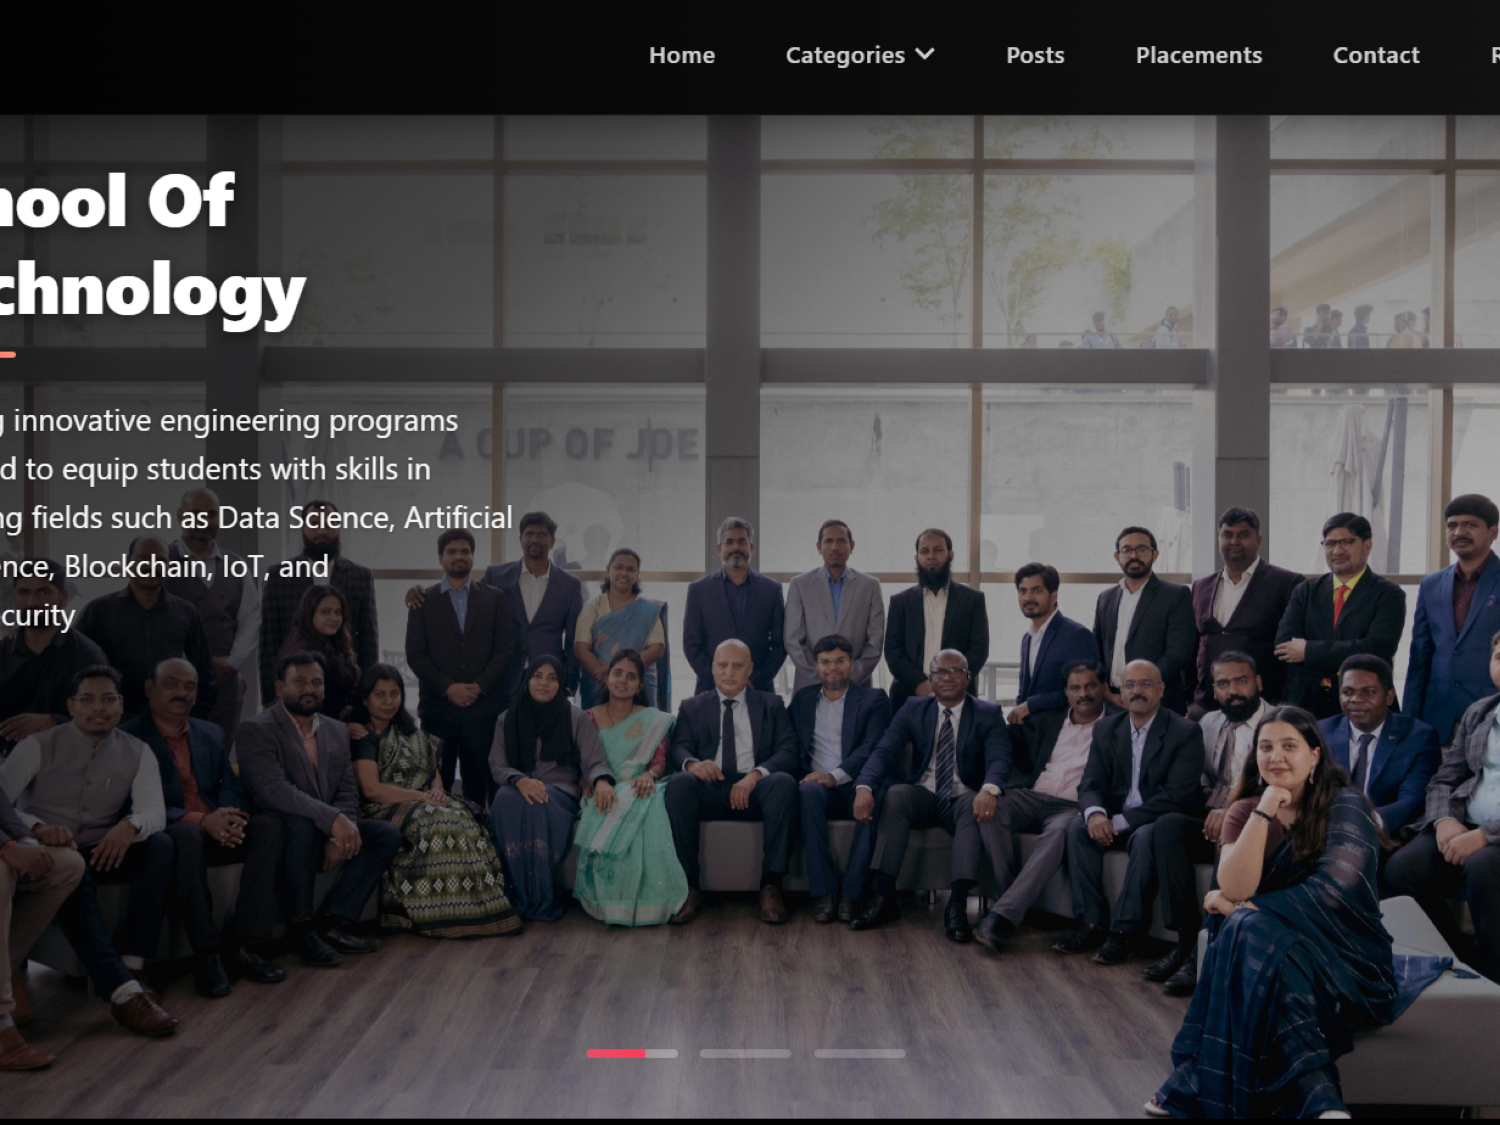 Home Categories Posts Placements Contact
hool Of
chnology
g innovative engineering programs
A CUP OF JOE
d to equip students with skills in
ng fields such as Data Science, Artificial
ence, Blockchain, IoT, and
curity